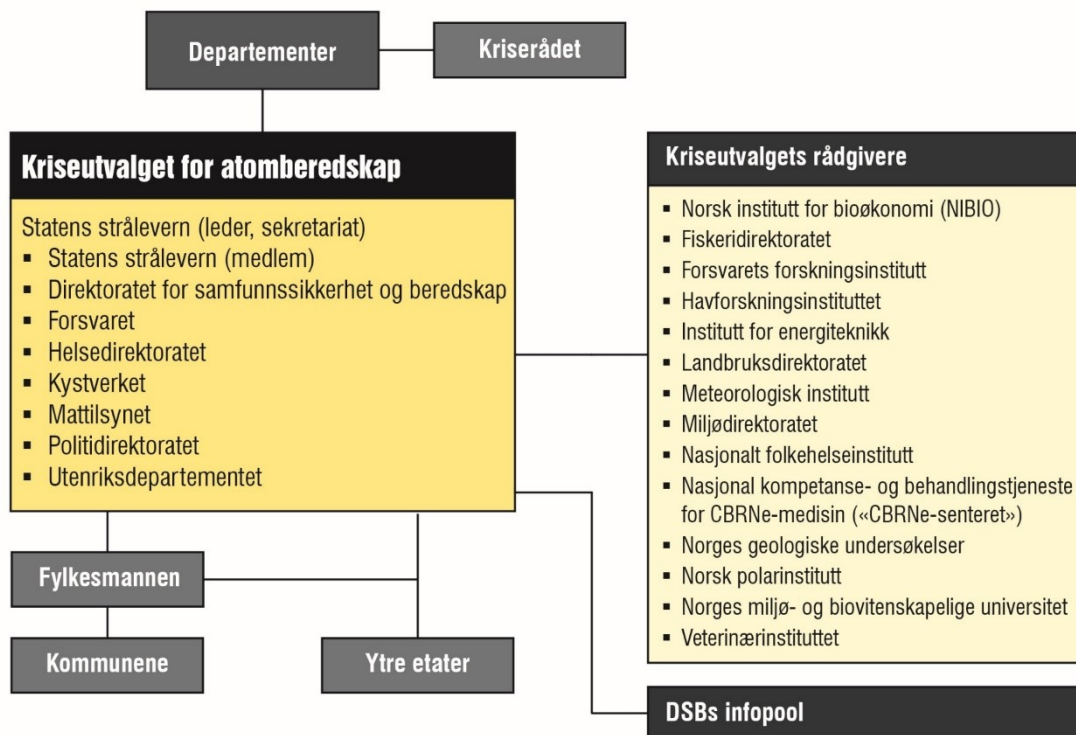 Departementer
Kriserådet
Kriseutvalget for atomberedskap
Statens strålevern (leder, sekretariat)
▪ Statens strålevern (medlem)
▪ Direktoratet for samfunnssikkerhet og beredskap
▪ Forsvaret
▪ Helsedirektoratet
▪ Kystverket
▪ Mattilsynet
▪ Politidirektoratet
▪ Utenriksdepartementet
Kriseutvalgets rådgivere
▪ Norsk institutt for bioøkonomi (NIBIO)
▪ Fiskeridirektoratet
▪ Forsvarets forskningsinstitutt
▪ Havforskningsinstituttet
▪ Institutt for energiteknikk
▪ Landbruksdirektoratet
▪ Meteorologisk institutt
▪ Miljødirektoratet
▪ Nasjonalt folkehelseinstitutt
▪ Nasjonal kompetanse- og behandlingstjeneste
for CBRNe-medisin («CBRNe-senteret»)
▪ Norges geologiske undersøkelser
▪ Norsk polarinstitutt
▪ Norges miljø- og biovitenskapelige universitet
▪ Veterinærinstituttet
Fylkesmannen
Kommunene
Ytre etater
DSBs infopool